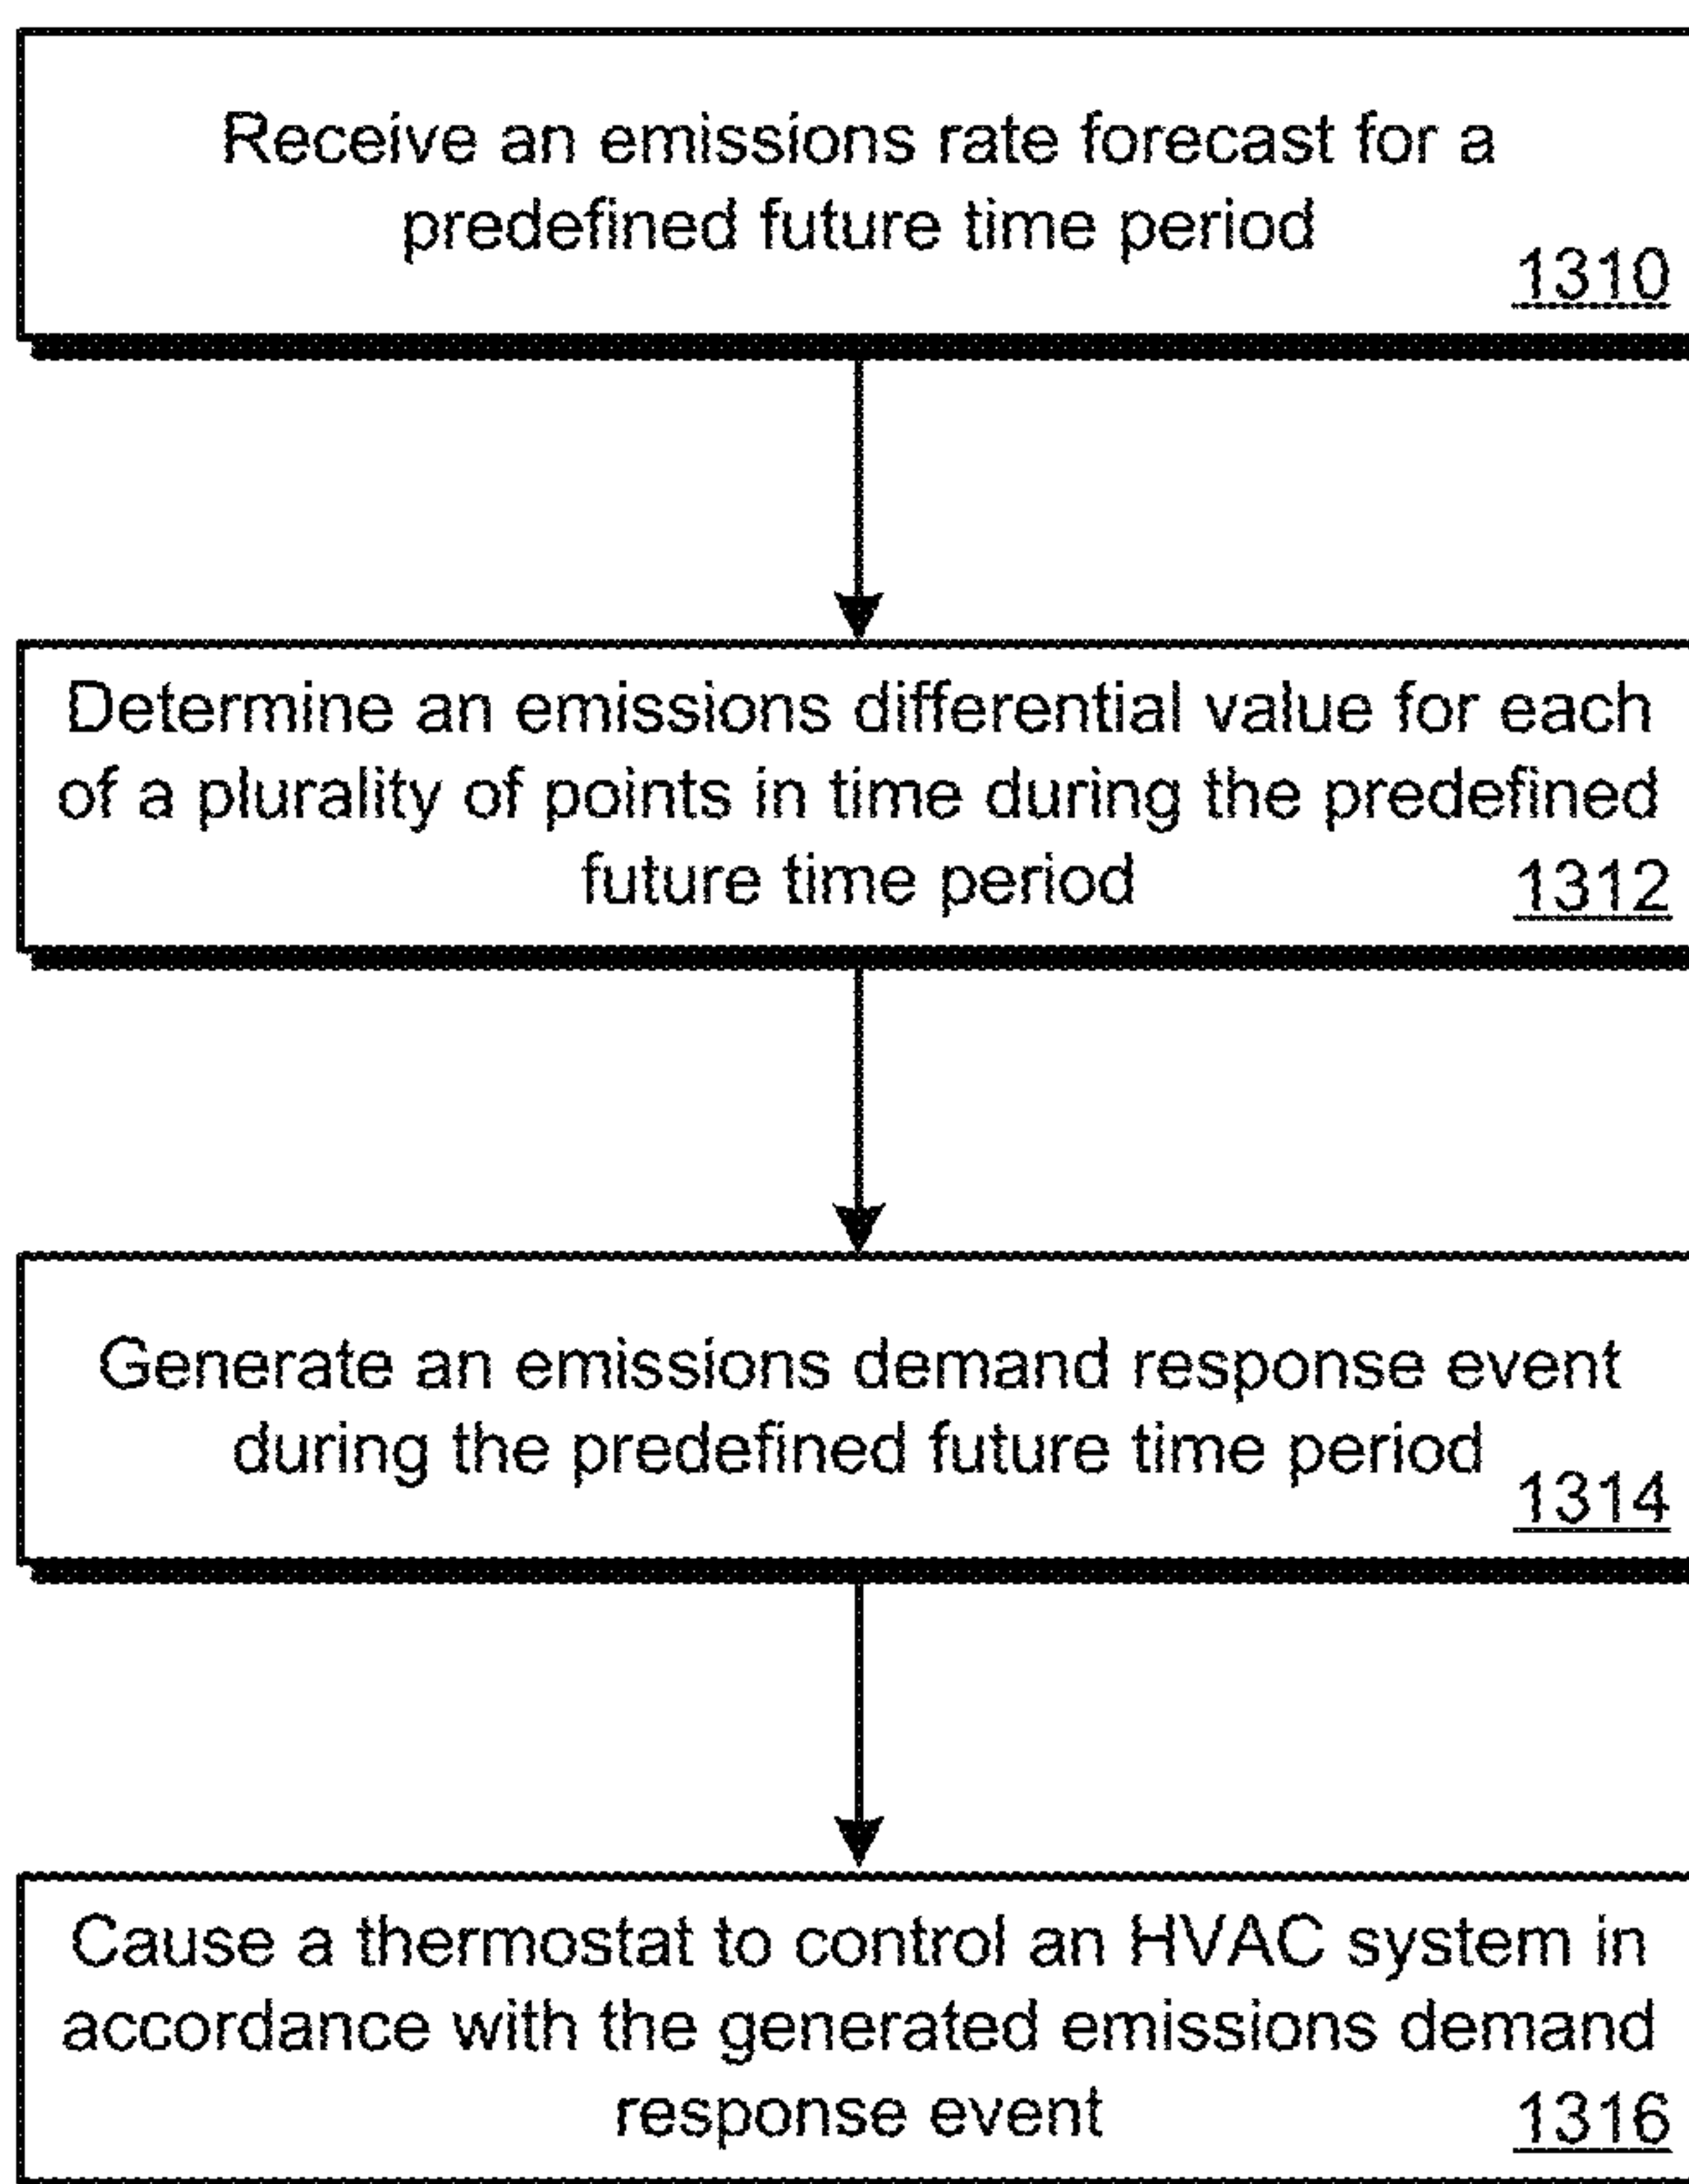 Receive an emissions rate forecast for a
predefined future time period
1310
Determine an emissions differential value for each
of a plurality of points in time during the predefined
future time period 1312
Generate an emissions demand response event
during the predefined future time period
1314
Cause a thermostat to control an HVAC system in
accordance with the generated emissions demand
response event 1316